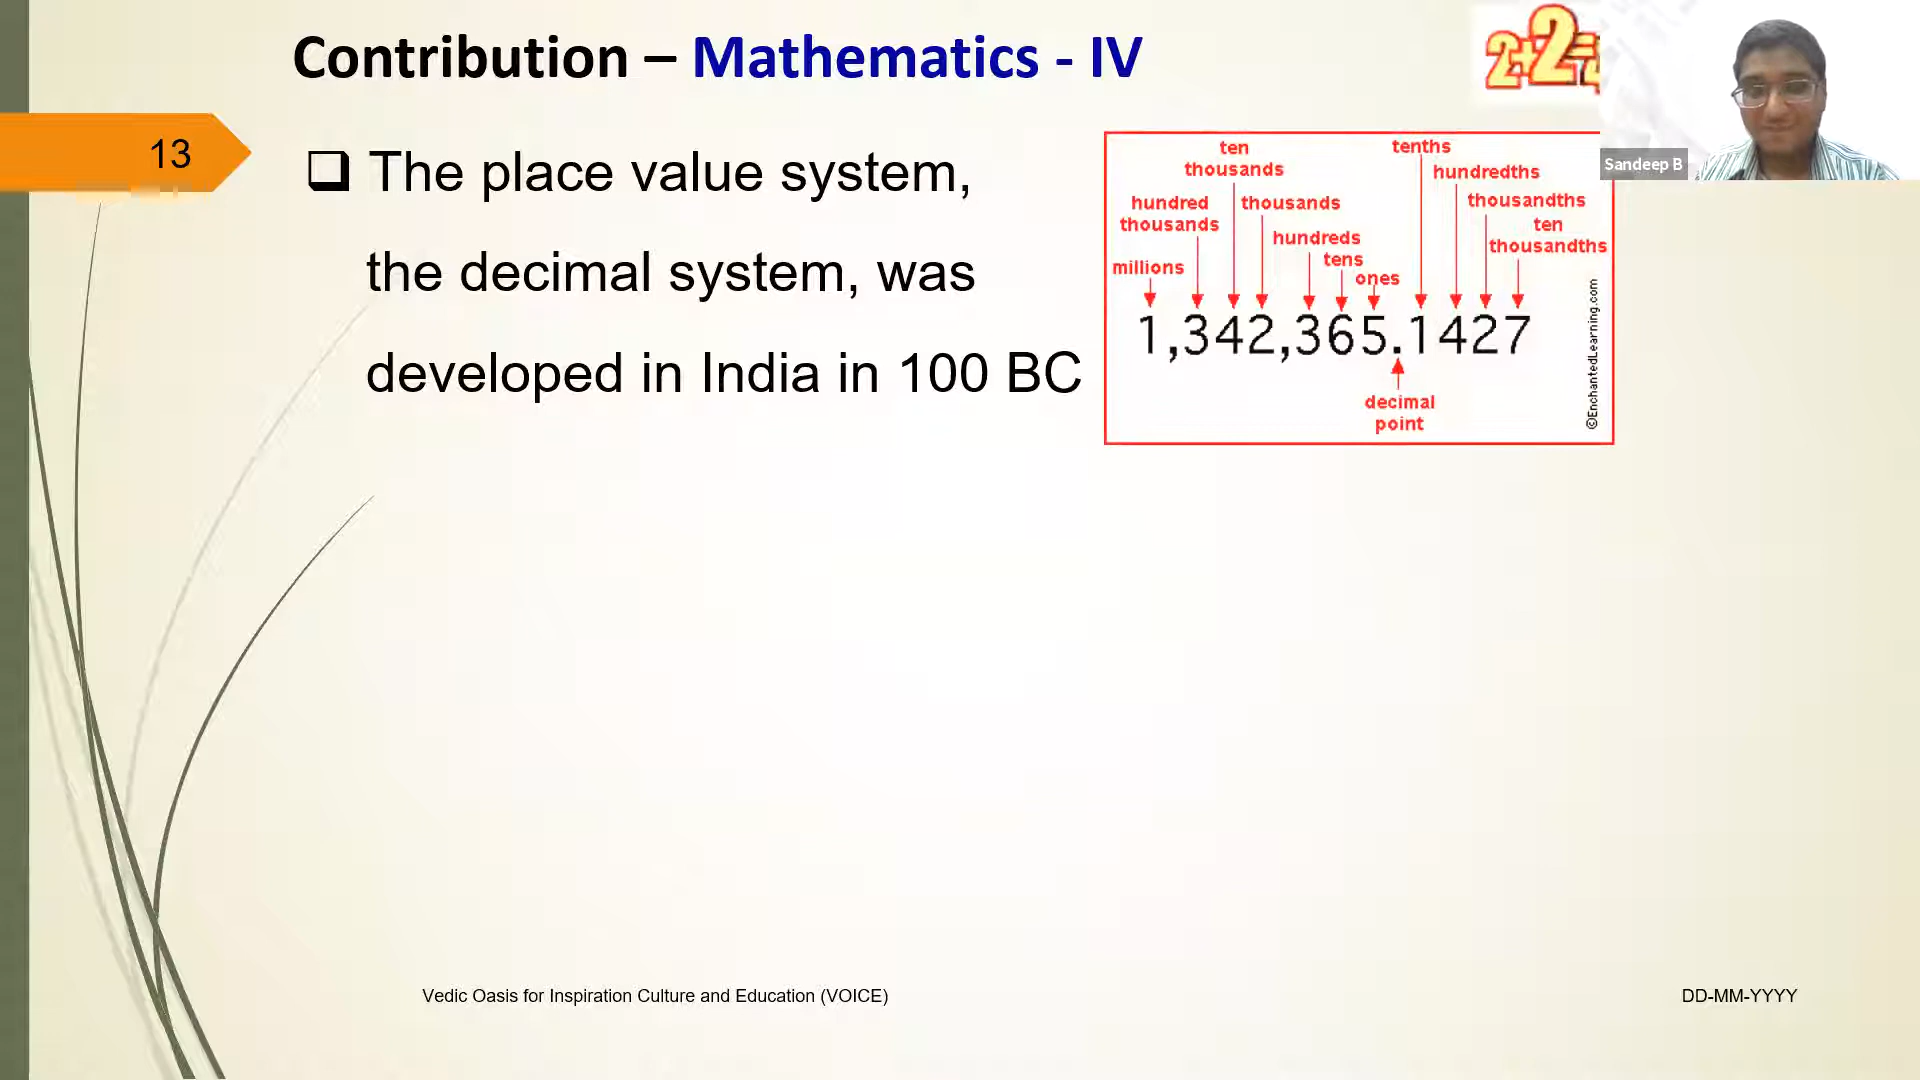 Contribution – Mathematics - IV
2+2=
Sandeep B
13
❑ The place value system,
the decimal system, was
developed in India in 100 BC
ten
thousands
tenths
hundredths
hundred
thousands
thousands
thousandths
hundreds
ten
thousandths
tens
millions
ones
1,342,365.1427
decimal
point
©EnchantedLearning.com
Vedic Oasis for Inspiration Culture and Education (VOICE)
DD-MM-YYYY